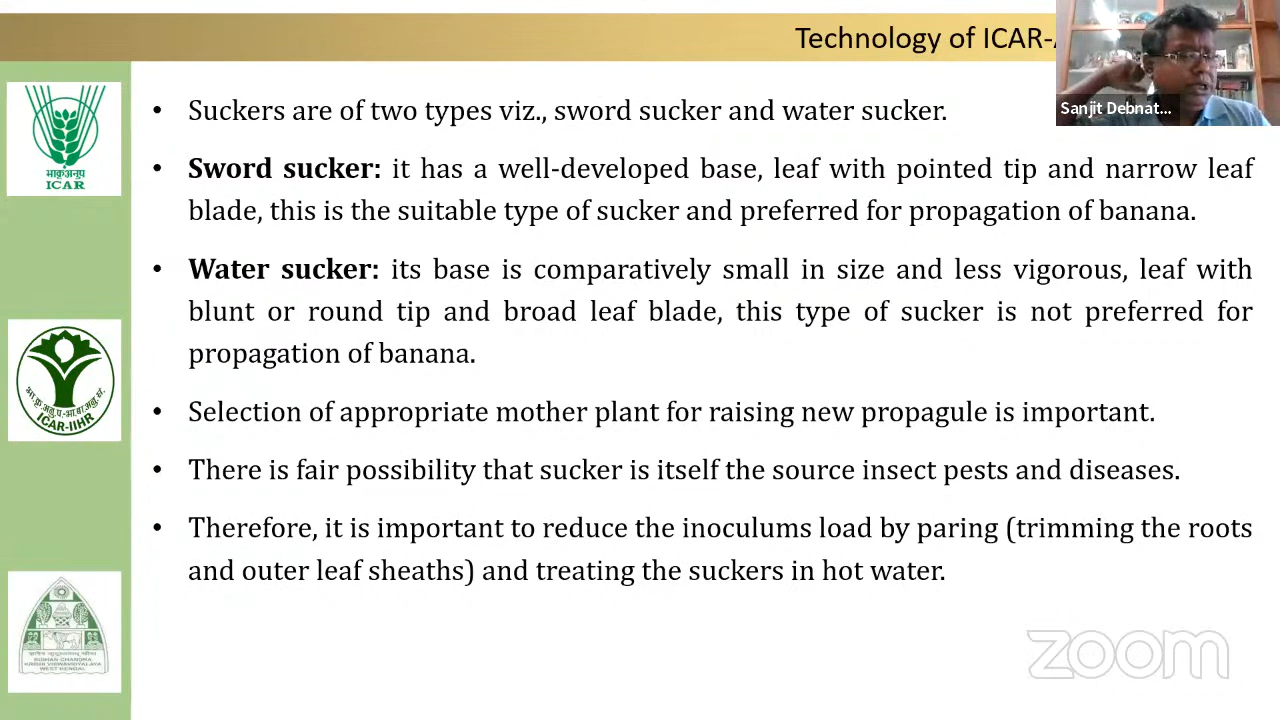 Technology of ICAR-
Sanjit Debnat...
• Suckers are of two types viz., sword sucker and water sucker.
• Sword sucker: it has a well-developed base, leaf with pointed tip and narrow leaf
blade, this is the suitable type of sucker and preferred for propagation of banana.
• Water sucker: its base is comparatively small in size and less vigorous, leaf with
blunt or round tip and broad leaf blade, this type of sucker is not preferred for
propagation of banana.
• Selection of appropriate mother plant for raising new propagule is important.
• There is fair possibility that sucker is itself the source insect pests and diseases.
• Therefore, it is important to reduce the inoculums load by paring (trimming the roots
and outer leaf sheaths) and treating the suckers in hot water.
भाकृअनुप
ICAR
ICAR-IIHR
WEST BENGAL
zoom